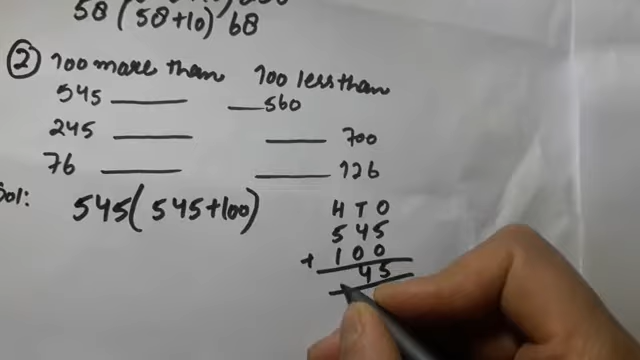 58 (58+10) 68
② 100 more than 100 less than
545 ____ ____ 560
245 ____ ____ 700
76 ____ ____ 126
Sol: 545(545+100)
H T O
5 4 5
+ 1 0 0
4 5